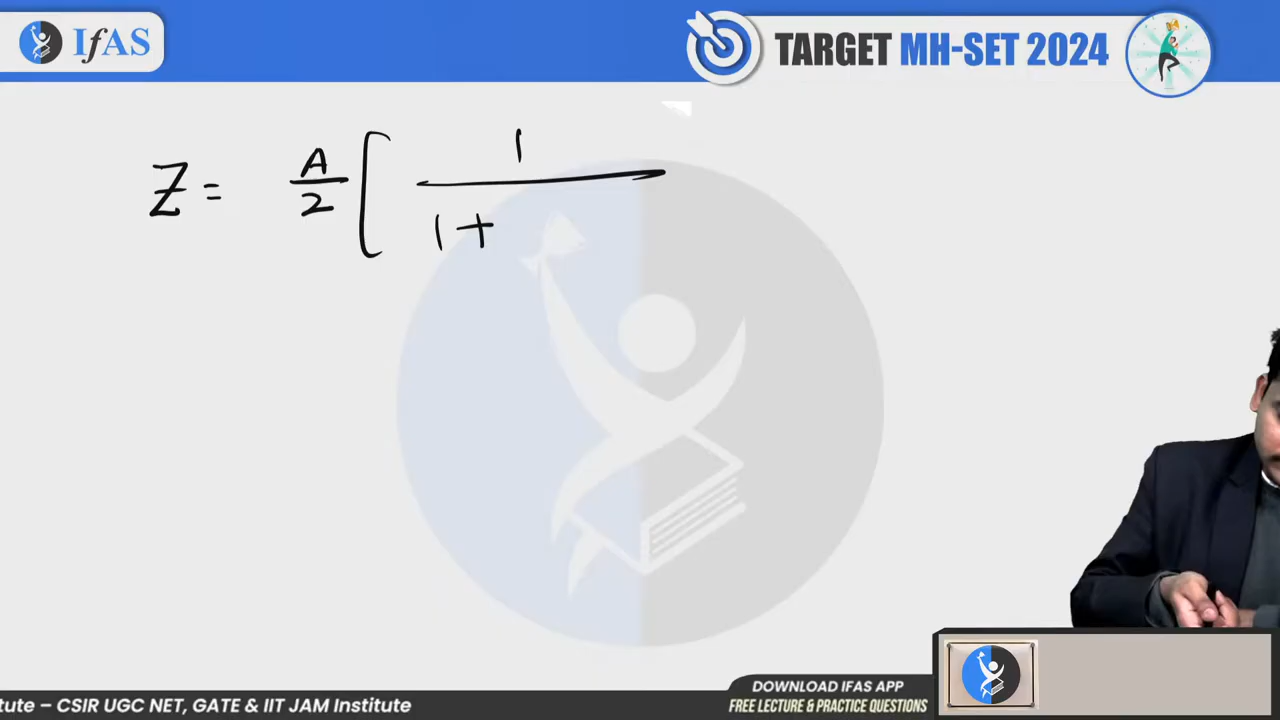 IfAS
TARGET MH-SET 2024
Z = A/2 [ 1 / 1+
DOWNLOAD IFAS APP
FREE LECTURE & PRACTICE QUESTIONS
tute – CSIR UGC NET, GATE & IIT JAM Institute